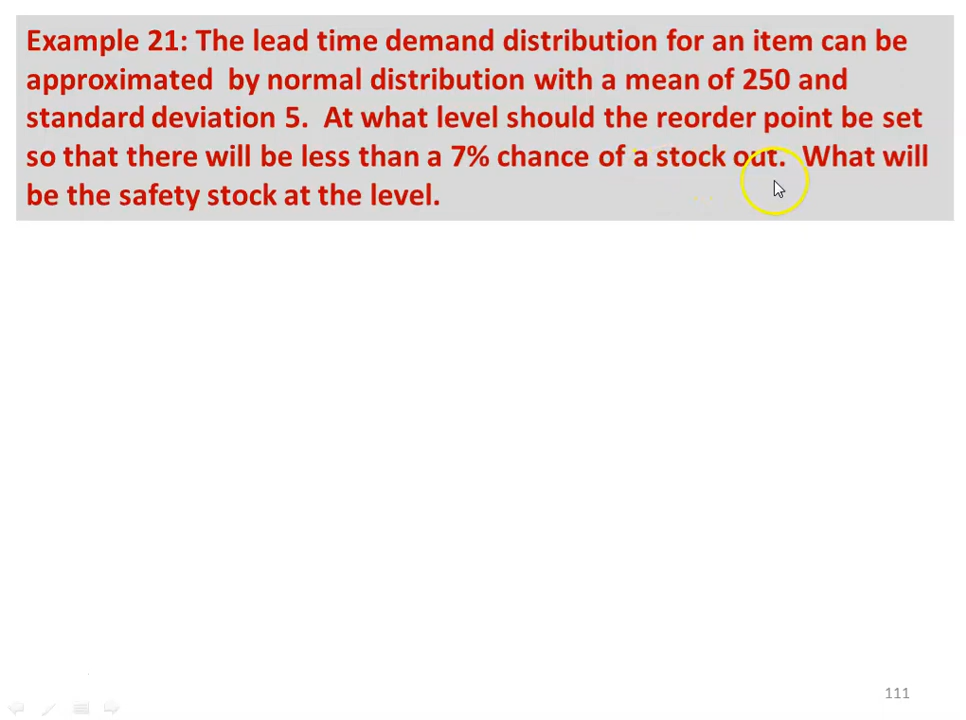 Example 21: The lead time demand distribution for an item can be
approximated  by normal distribution with a mean of 250 and
standard deviation 5.  At what level should the reorder point be set
so that there will be less than a 7% chance of a stock out.  What will
be the safety stock at the level.
111